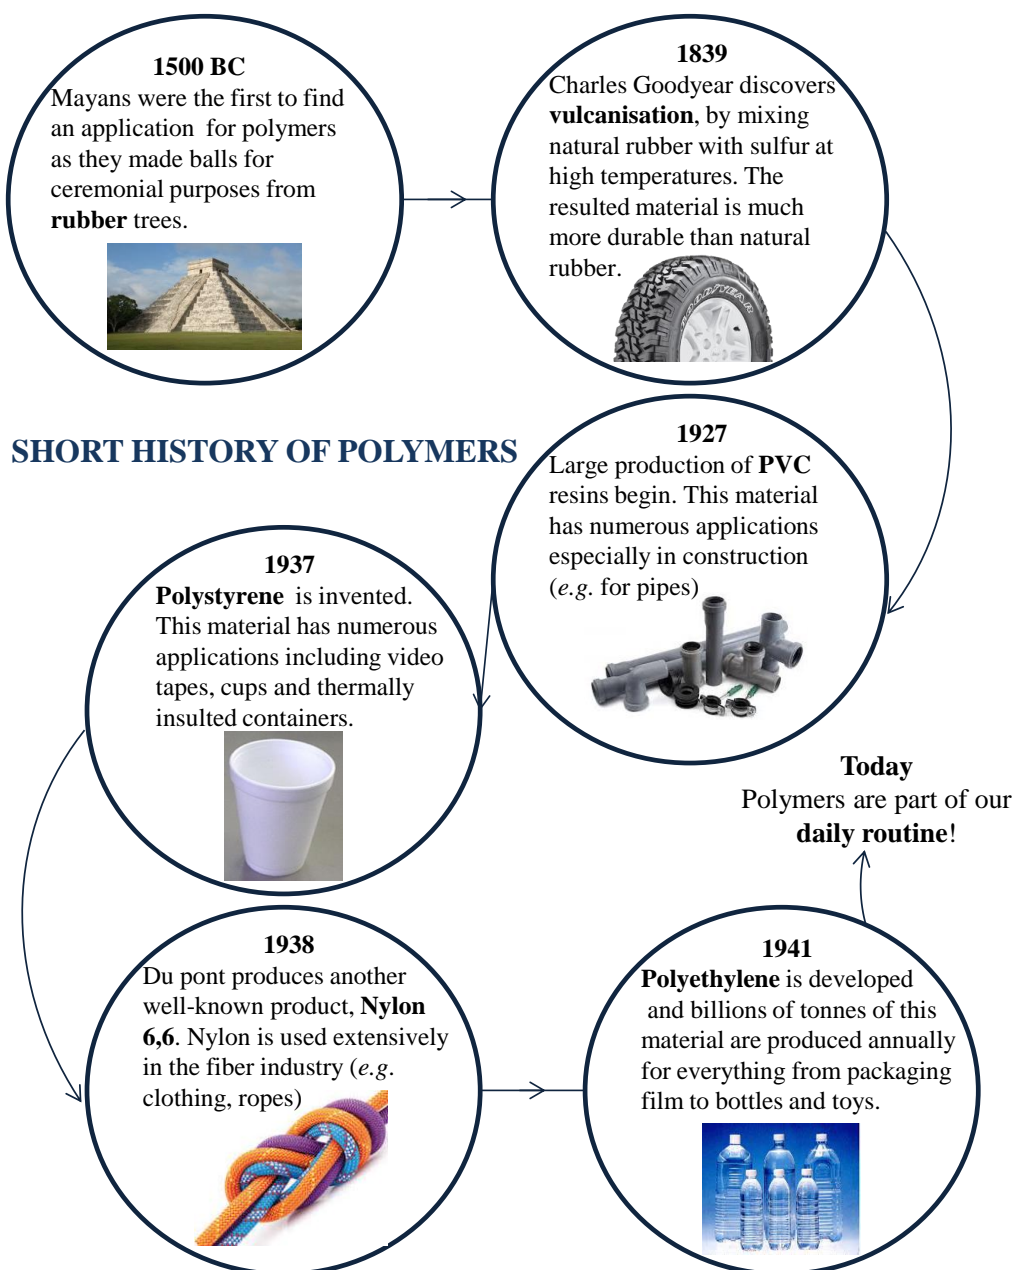 1500 BC
Mayans were the first to find
an application for polymers
as they made balls for
ceremonial purposes from
rubber trees.
1839
Charles Goodyear discovers
vulcanisation, by mixing
natural rubber with sulfur at
high temperatures. The
resulted material is much
more durable than natural
rubber.
GOOD/YEAR
SHORT HISTORY OF POLYMERS
1927
Large production of PVC
resins begin. This material
has numerous applications
especially in construction
(e.g. for pipes)
1937
Polystyrene is invented.
This material has numerous
applications including video
tapes, cups and thermally
insulted containers.
1938
Du pont produces another
well-known product, Nylon
6,6. Nylon is used extensively
in the fiber industry (e.g.
clothing, ropes)
1941
Polyethylene is developed
and billions of tonnes of this
material are produced annually
for everything from packaging
film to bottles and toys.
Today
Polymers are part of our
daily routine!